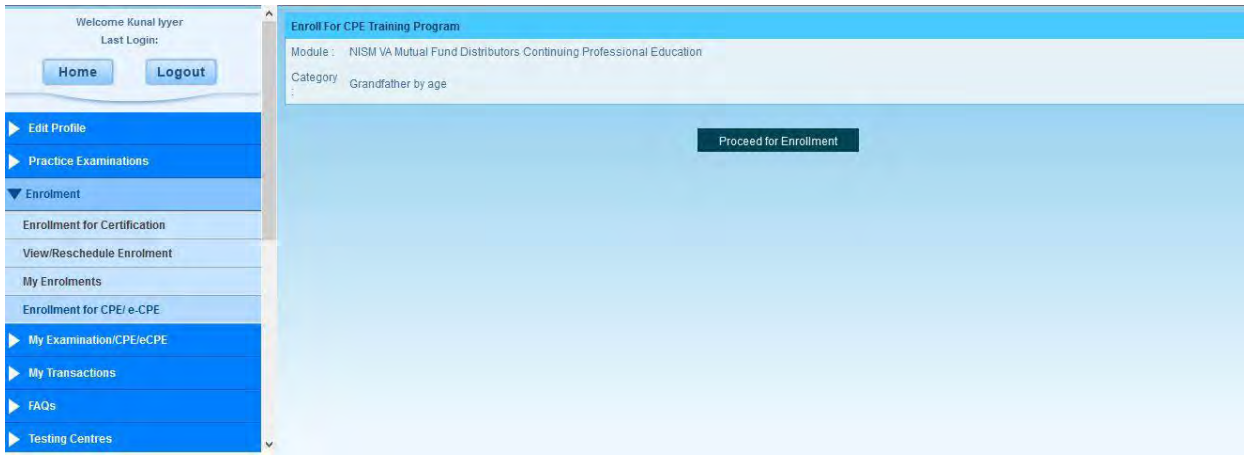 Welcome Kunal Iyyer
Last Login:
Home Logout
Edit Profile
Practice Examinations
Enrolment
Enrollment for Certification
View/Reschedule Enrolment
My Enrolments
Enrollment for CPE/ e-CPE
My Examination/CPE/eCPE
My Transactions
FAQs
Testing Centres
Enroll For CPE Training Program
Module : NISM VA Mutual Fund Distributors Continuing Professional Education
Category
: Grandfather by age
Proceed for Enrollment